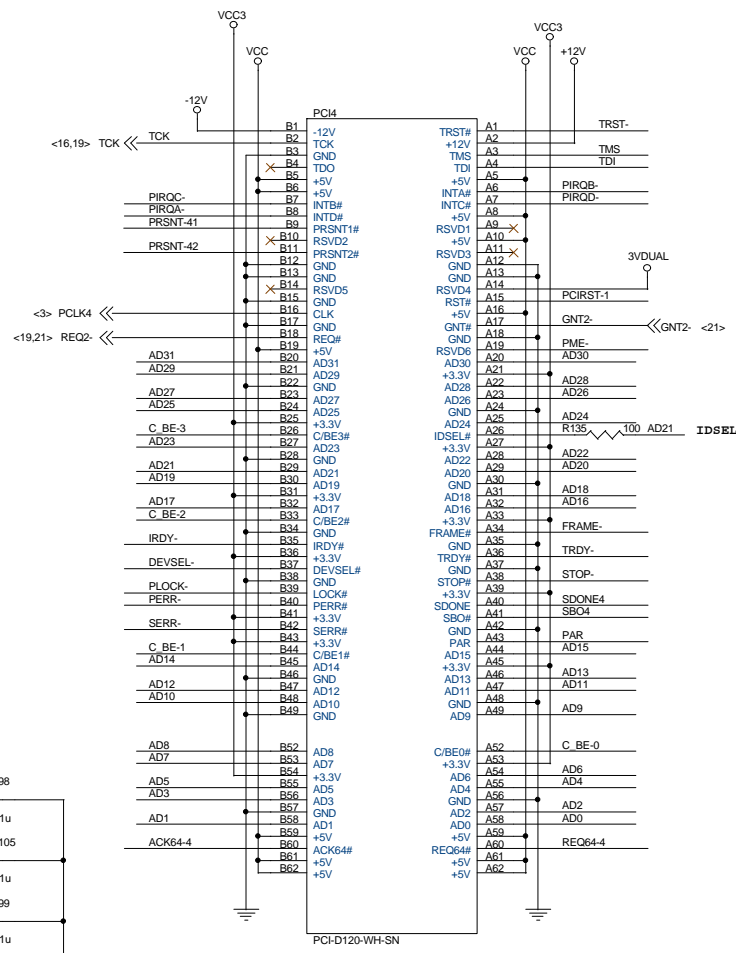 VCC3
VCC
VCC3
VCC
+12V
-12V
PCI4
<16,19> TCK TCK
B1 -12V TRST# A1 TRST-
B2 TCK +12V A2
B3 GND TMS A3 TMS
B4 TDO TDI A4 TDI
B5 +5V +5V A5
B6 +5V INTA# A6 PIRQB-
PIRQC- B7 INTB# INTC# A7 PIRQD-
PIRQA- B8 INTD# +5V A8
PRSNT-41 B9 PRSNT1# RSVD1 A9
B10 RSVD2 +5V A10
PRSNT-42 B11 PRSNT2# RSVD3 A11
B12 GND GND A12
B13 GND GND A13
3VDUAL
B14 RSVD5 RSVD4 A14
B15 GND RST# A15 PCIRST-1
<3> PCLK4 B16 CLK +5V A16
B17 GND GNT# A17 GNT2- GNT2- <21>
<19,21> REQ2- B18 REQ# GND A18
B19 +5V RSVD6 A19 PME-
AD31 B20 AD31 AD30 A20 AD30
AD29 B21 AD29 +3.3V A21
B22 GND AD28 A22 AD28
AD27 B23 AD27 AD26 A23 AD26
AD25 B24 AD25 GND A24
B25 +3.3V AD24 A25 AD24
C_BE-3 B26 C/BE3# IDSEL# A26 R135 100 AD21 IDSEL
AD23 B27 AD23 +3.3V A27
B28 GND AD22 A28 AD22
AD21 B29 AD21 AD20 A29 AD20
AD19 B30 AD19 GND A30
B31 +3.3V AD18 A31 AD18
AD17 B32 AD17 AD16 A32 AD16
C_BE-2 B33 C/BE2# +3.3V A33
B34 GND FRAME# A34 FRAME-
IRDY- B35 IRDY# GND A35
B36 +3.3V TRDY# A36 TRDY-
DEVSEL- B37 DEVSEL# GND A37
B38 GND STOP# A38 STOP-
PLOCK- B39 LOCK# +3.3V A39
PERR- B40 PERR# SDONE A40 SDONE4
B41 +3.3V SBO# A41 SBO4
SERR- B42 SERR# GND A42
B43 +3.3V PAR A43 PAR
C_BE-1 B44 C/BE1# AD15 A44 AD15
AD14 B45 AD14 +3.3V A45
B46 GND AD13 A46 AD13
AD12 B47 AD12 AD11 A47 AD11
AD10 B48 AD10 GND A48
B49 GND AD9 A49 AD9
AD8 B52 AD8 C/BE0# A52 C_BE-0
AD7 B53 AD7 +3.3V A53
B54 +3.3V AD6 A54 AD6
AD5 B55 AD5 AD4 A55 AD4
AD3 B56 AD3 GND A56
B57 GND AD2 A57 AD2
AD1 B58 AD1 AD0 A58 AD0
B59 +5V +5V A59
ACK64-4 B60 ACK64# REQ64# A60 REQ64-4
B61 +5V +5V A61
B62 +5V +5V A62
PCI-D120-WH-SN
98
1u
105
1u
99
1u